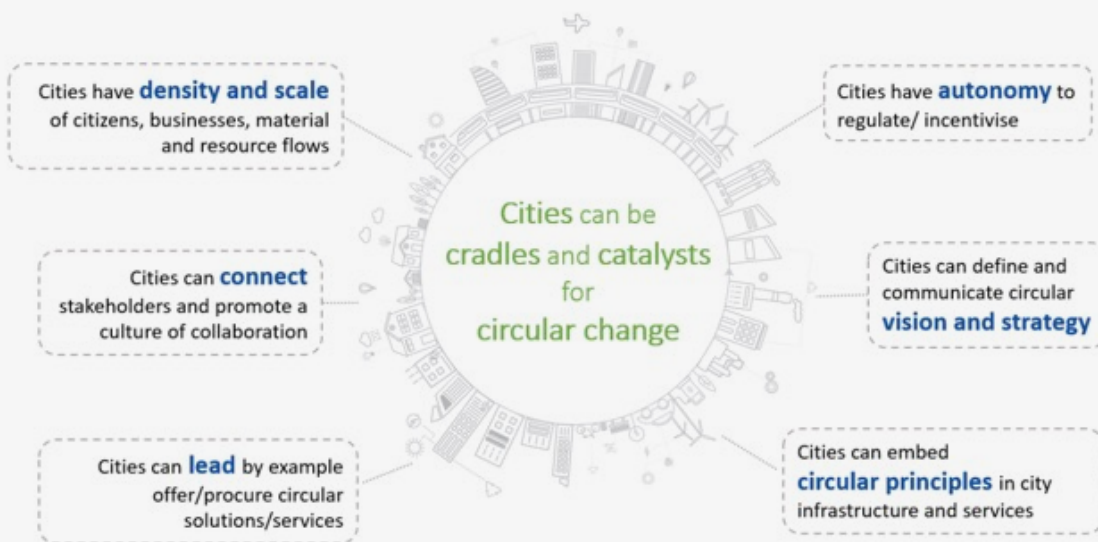 Cities have density and scale
of citizens, businesses, material
and resource flows
Cities have autonomy to
regulate/ incentivise
Cities can be
cradles and catalysts
for
circular change
Cities can connect
stakeholders and promote a
culture of collaboration
Cities can define and
communicate circular
vision and strategy
Cities can lead by example
offer/procure circular
solutions/services
Cities can embed
circular principles in city
infrastructure and services